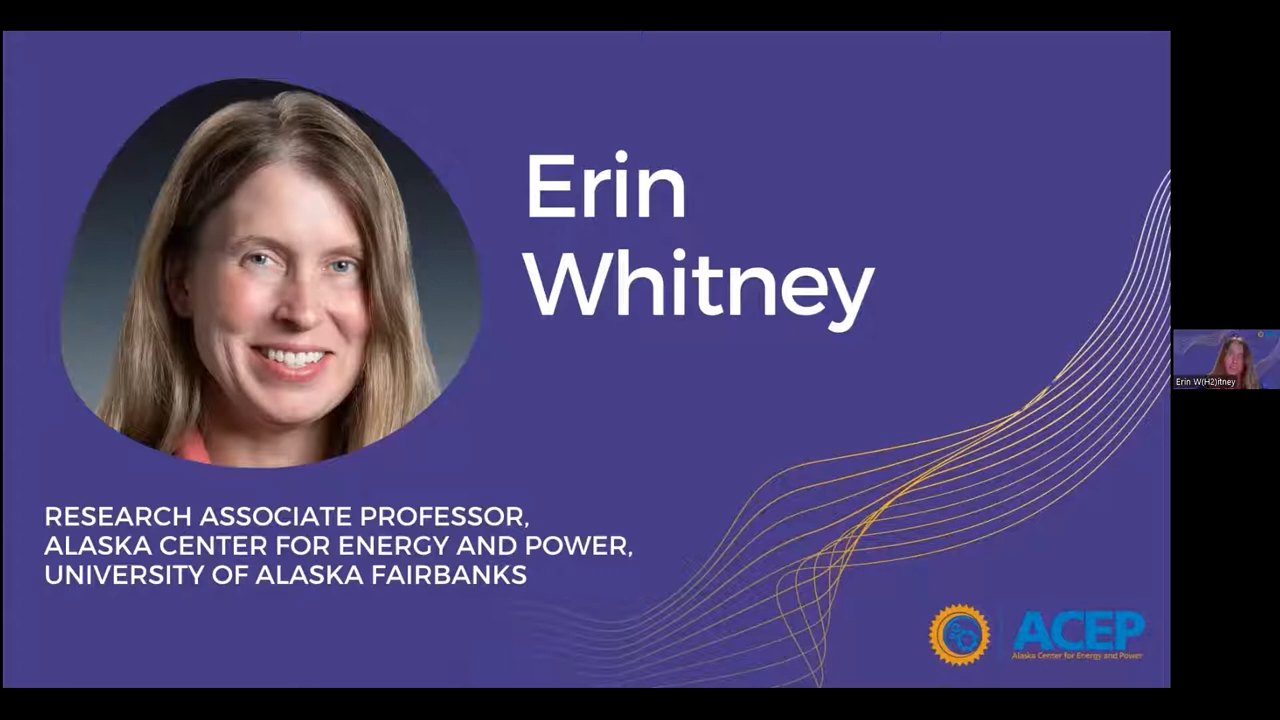 Erin
Whitney
RESEARCH ASSOCIATE PROFESSOR,
ALASKA CENTER FOR ENERGY AND POWER,
UNIVERSITY OF ALASKA FAIRBANKS
ACEP
Alaska Center for Energy and Power
Erin W(H2)itney